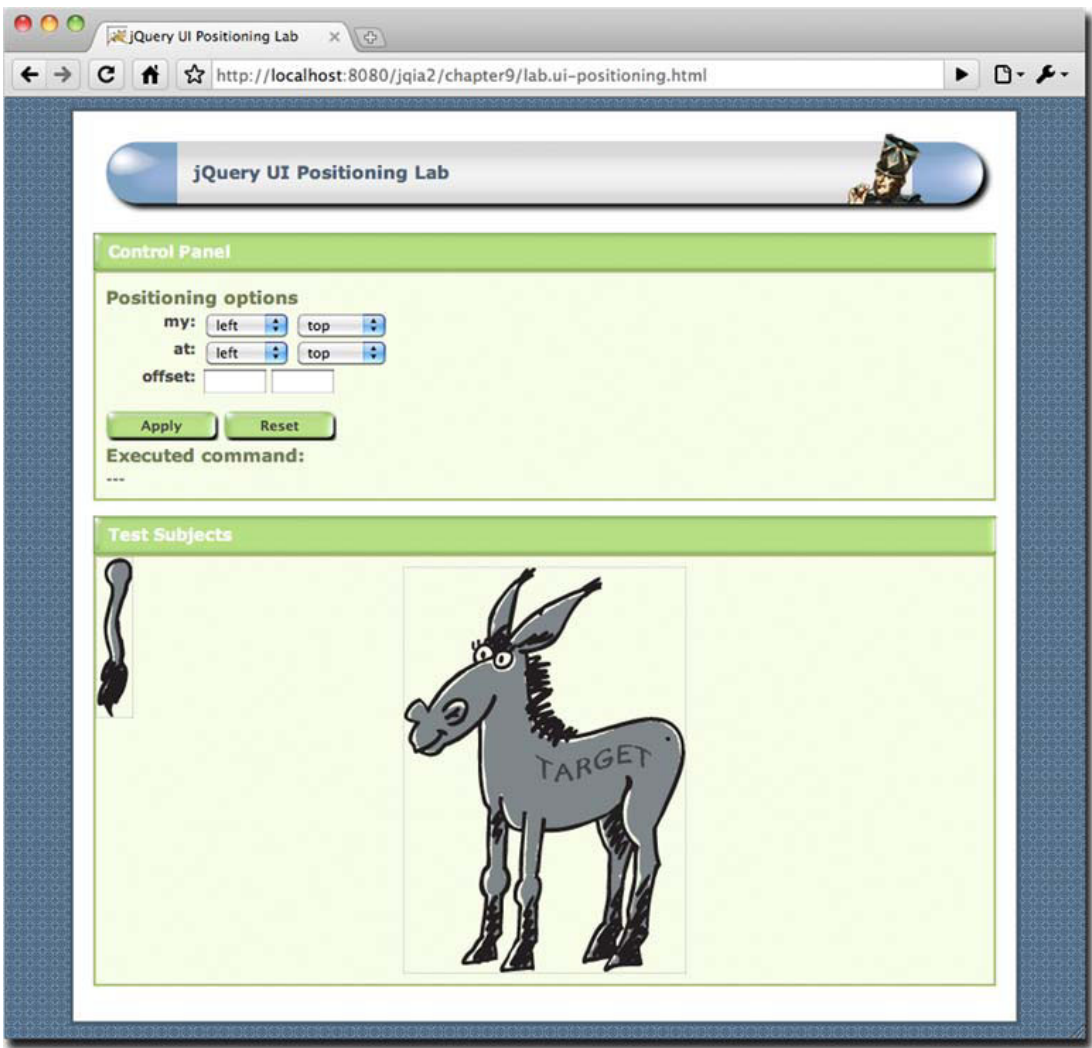 jQuery UI Positioning Lab
http://localhost:8080/jqia2/chapter9/lab.ui-positioning.html
jQuery UI Positioning Lab
Control Panel
Positioning options
my: left top
at: left top
offset:
Apply Reset
Executed command:
---
Test Subjects
TARGET